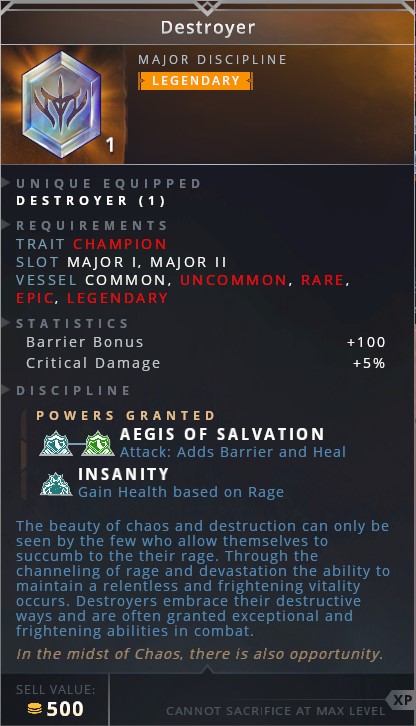 Destroyer
MAJOR DISCIPLINE
LEGENDARY
1
UNIQUE EQUIPPED
DESTROYER (1)
REQUIREMENTS
TRAIT CHAMPION
SLOT MAJOR I, MAJOR II
VESSEL COMMON, UNCOMMON, RARE,
EPIC, LEGENDARY
STATISTICS
Barrier Bonus +100
Critical Damage +5%
DISCIPLINE
POWERS GRANTED
AEGIS OF SALVATION
Attack: Adds Barrier and Heal
INSANITY
Gain Health based on Rage
The beauty of chaos and destruction can only be
seen by the few who allow themselves to
succumb to the their rage. Through the
channeling of rage and devastation the ability to
maintain a relentless and frightening vitality
occurs. Destroyers embrace their destructive
ways and are often granted exceptional and
frightening abilities in combat.
In the midst of Chaos, there is also opportunity.
SELL VALUE:
500
XP
CANNOT SACRIFICE AT MAX LEVEL